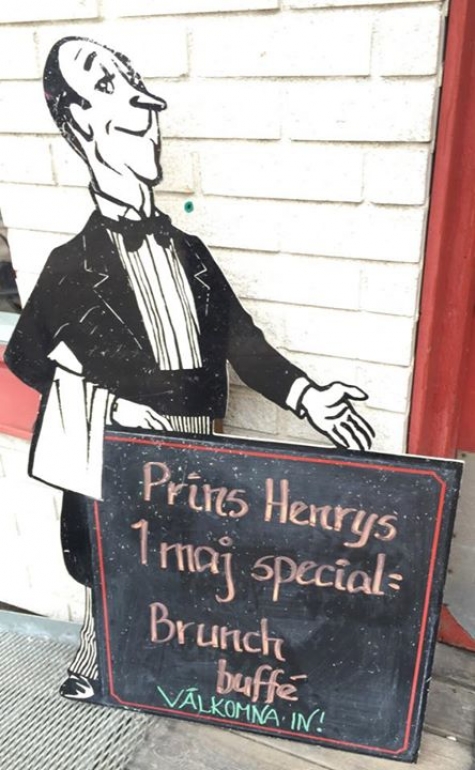 Prins Henrys
1 maj special=
Brunch
buffé
VÄLKOMNA IN!